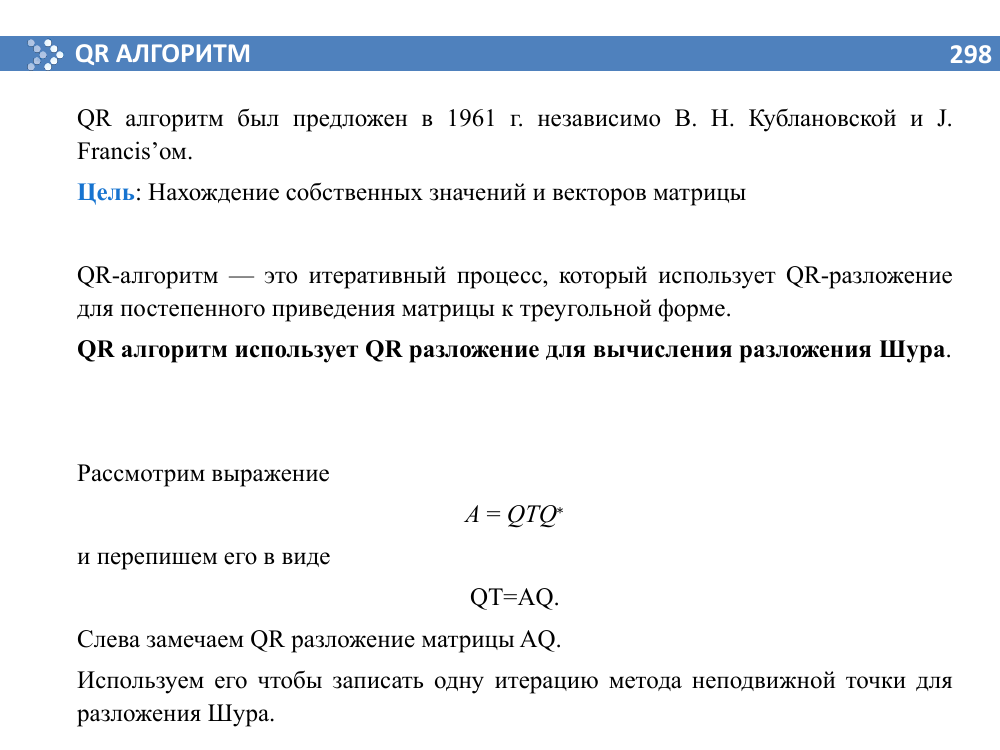 QR АЛГОРИТМ 298
QR алгоритм был предложен в 1961 г. независимо В. Н. Кублановской и J.
Francis’ом.
Цель: Нахождение собственных значений и векторов матрицы
QR-алгоритм — это итеративный процесс, который использует QR-разложение
для постепенного приведения матрицы к треугольной форме.
QR алгоритм использует QR разложение для вычисления разложения Шура.
Рассмотрим выражение
A = QTQ*
и перепишем его в виде
QT=AQ.
Слева замечаем QR разложение матрицы AQ.
Используем его чтобы записать одну итерацию метода неподвижной точки для
разложения Шура.